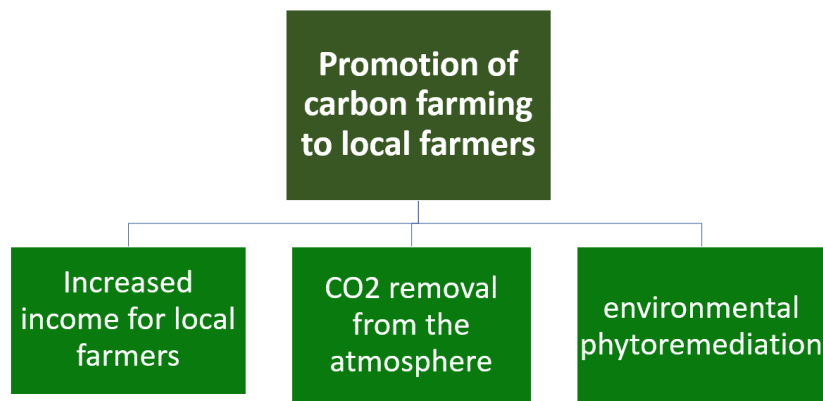 Promotion of
carbon farming
to local farmers
Increased
income for local
farmers
CO2 removal
from the
atmosphere
environmental
phytoremediation